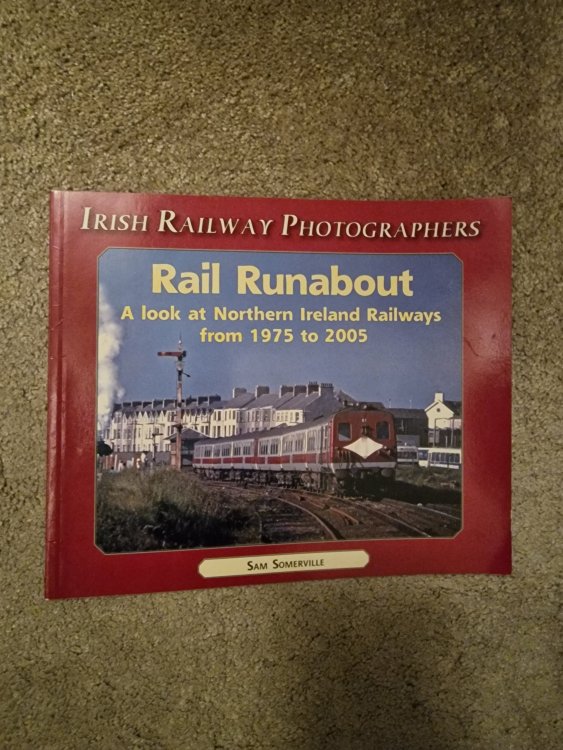 Irish Railway Photographers
Rail Runabout
A look at Northern Ireland Railways
from 1975 to 2005
Sam Somerville